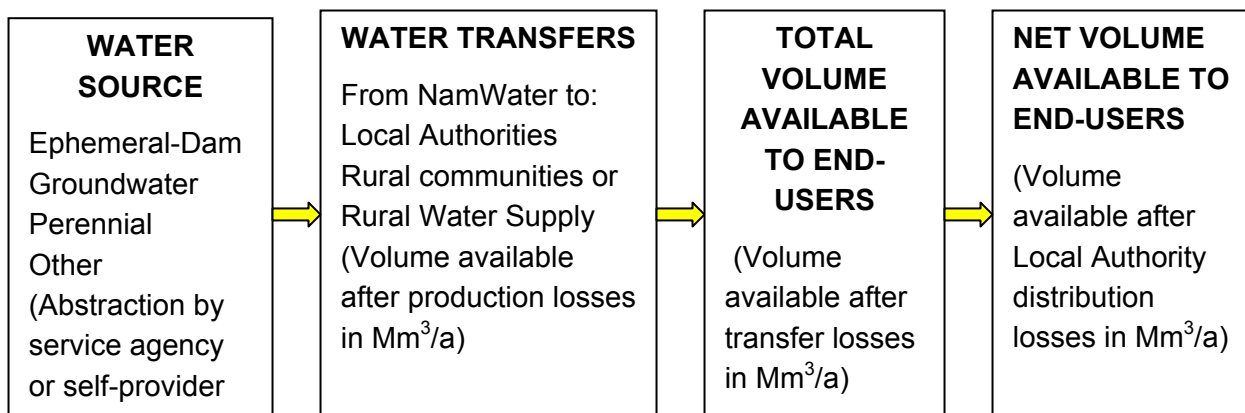 WATER
SOURCE
Ephemeral-Dam
Groundwater
Perennial
Other
(Abstraction by
service agency
or self-provider
WATER TRANSFERS
From NamWater to:
Local Authorities
Rural communities or
Rural Water Supply
(Volume available
after production losses
in Mm³/a)
TOTAL
VOLUME
AVAILABLE
TO END-
USERS
(Volume
available after
transfer losses
in Mm³/a)
NET VOLUME
AVAILABLE TO
END-USERS
(Volume
available after
Local Authority
distribution
losses in Mm³/a)